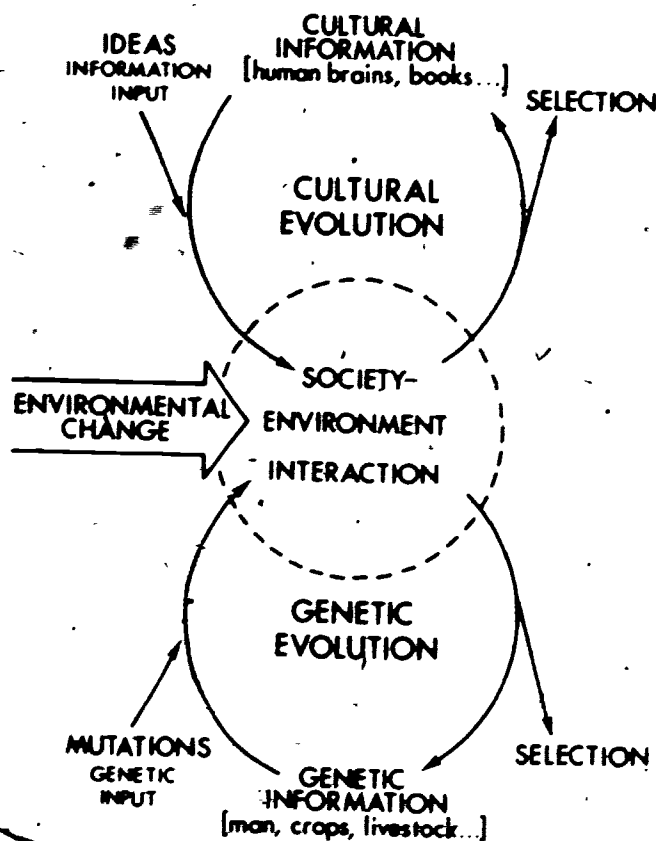 IDEAS
INFORMATION
INPUT
CULTURAL
INFORMATION
[human brains, books...]
SELECTION
CULTURAL
EVOLUTION
ENVIRONMENTAL
CHANGE
SOCIETY-
ENVIRONMENT
INTERACTION
GENETIC
EVOLUTION
MUTATIONS
GENETIC
INPUT
GENETIC
INFORMATION
[man, crops, livestock...]
SELECTION